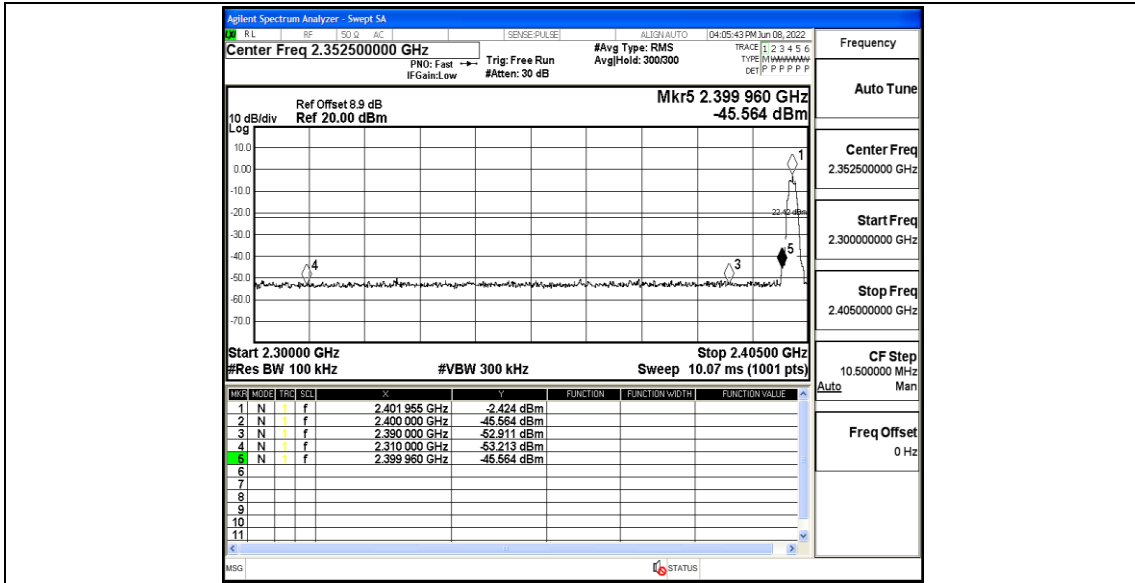 Agilent Spectrum Analyzer - Swept SA
RL RF 50 Ω AC SENSE:PULSE ALIGN AUTO 04:05:43 PM Jun 08, 2022
Center Freq 2.352500000 GHz
PNO: Fast
IFGain:Low
Trig: Free Run
#Atten: 30 dB
#Avg Type: RMS
Avg|Hold: 300/300
TRACE 1 2 3 4 5 6
TYPE M
DET P P P P P P
Mkr5 2.399 960 GHz
-45.564 dBm
Ref Offset 8.9 dB
10 dB/div Ref 20.00 dBm
Log
10.0
0.00
-10.0
-20.0
-30.0
-40.0
-50.0
-60.0
-70.0
1
5
3
4
Start 2.30000 GHz Stop 2.40500 GHz
#Res BW 100 kHz #VBW 300 kHz Sweep 10.07 ms (1001 pts)
MKR MODE TRC SCL X Y FUNCTION FUNCTION WIDTH FUNCTION VALUE
1 N 1 f 2.401 955 GHz -2.424 dBm
2 N 1 f 2.400 000 GHz -45.564 dBm
3 N 1 f 2.390 000 GHz -52.911 dBm
4 N 1 f 2.310 000 GHz -53.213 dBm
5 N 1 f 2.399 960 GHz -45.564 dBm
6
7
8
9
10
11
MSG STATUS
Frequency
Auto Tune
Center Freq
2.352500000 GHz
Start Freq
2.300000000 GHz
Stop Freq
2.405000000 GHz
CF Step
10.500000 MHz
Auto Man
Freq Offset
0 Hz